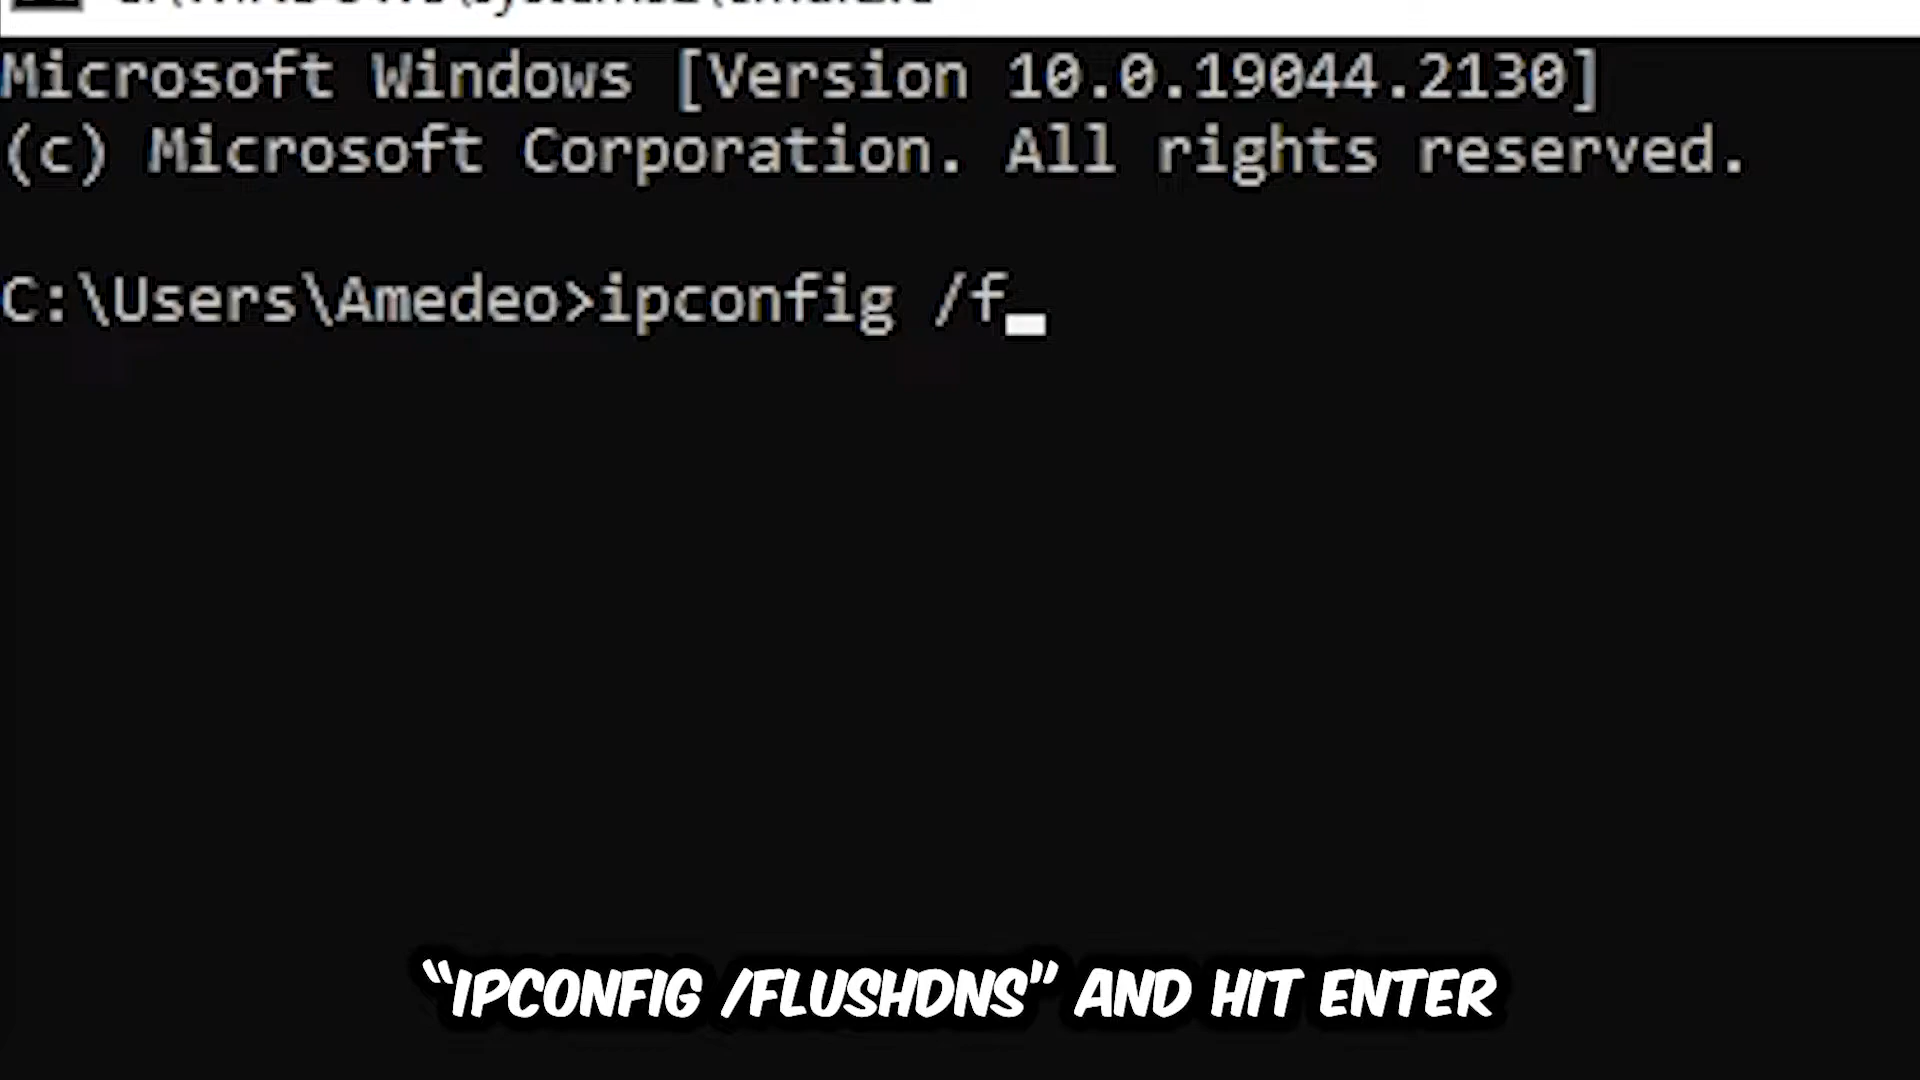 Microsoft Windows [Version 10.0.19044.2130]
(c) Microsoft Corporation. All rights reserved.
C:\Users\Amedeo>ipconfig /f
“IPCONFIG /FLUSHDNS” AND HIT ENTER